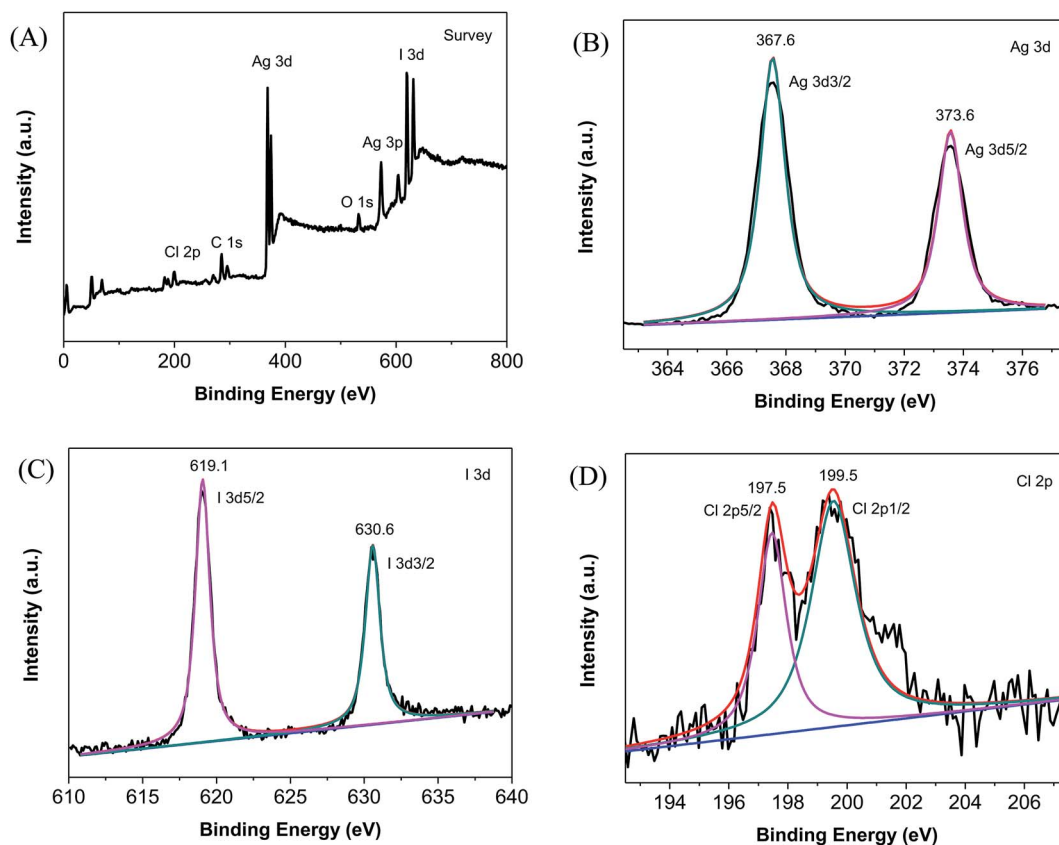 (A)
Survey
Ag 3d
I 3d
Ag 3p
O 1s
C 1s
Cl 2p
Intensity (a.u.)
0 200 400 600 800
Binding Energy (eV)
(B)
Ag 3d
367.6
Ag 3d3/2
373.6
Ag 3d5/2
Intensity (a.u.)
364 366 368 370 372 374 376
Binding Energy (eV)
(C)
I 3d
619.1
I 3d5/2
630.6
I 3d3/2
Intensity (a.u.)
610 615 620 625 630 635 640
Binding Energy (eV)
(D)
Cl 2p
197.5
199.5
Cl 2p5/2
Cl 2p1/2
Intensity (a.u.)
194 196 198 200 202 204 206
Binding Energy (eV)